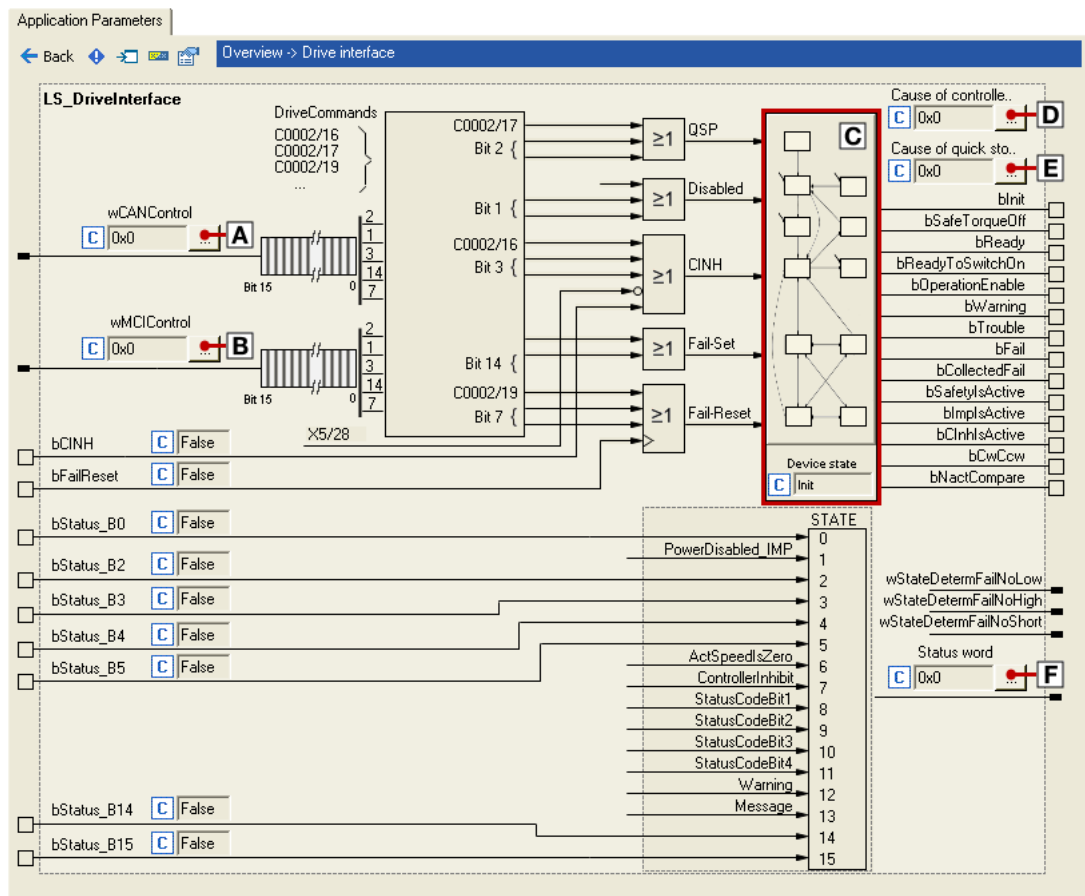 Application Parameters
Back
Overview -> Drive interface
LS_DriveInterface
DriveCommands
C0002/16
C0002/17
C0002/19
...
wCANControl
C 0x0 ... A
Bit 15 0
2
1
3
14
7
wMCIControl
C 0x0 ... B
Bit 15 0
2
1
3
14
7
C0002/17
Bit 2 {
Bit 1 {
C0002/16
Bit 3 {
Bit 14 {
C0002/19
Bit 7 {
X5/28
≥1 QSP
≥1 Disabled
≥1 CINH
≥1 Fail-Set
≥1 Fail-Reset
C
Device state
C Init
Cause of controlle..
C 0x0 ... D
Cause of quick sto..
C 0x0 ... E
bInit
bSafeTorqueOff
bReady
bReadyToSwitchOn
bOperationEnable
bWarning
bTrouble
bFail
bCollectedFail
bSafetyIsActive
bImpIsActive
bCInhIsActive
bCwCcw
bNactCompare
bCINH C False
bFailReset C False
bStatus_B0 C False
bStatus_B2 C False
bStatus_B3 C False
bStatus_B4 C False
bStatus_B5 C False
bStatus_B14 C False
bStatus_B15 C False
STATE
0
PowerDisabled_IMP 1
2
3
4
5
ActSpeedIsZero 6
ControllerInhibit 7
StatusCodeBit1 8
StatusCodeBit2 9
StatusCodeBit3 10
StatusCodeBit4 11
Warning 12
Message 13
14
15
wStateDetermFailNoLow
wStateDetermFailNoHigh
wStateDetermFailNoShort
Status word
C 0x0 ... F